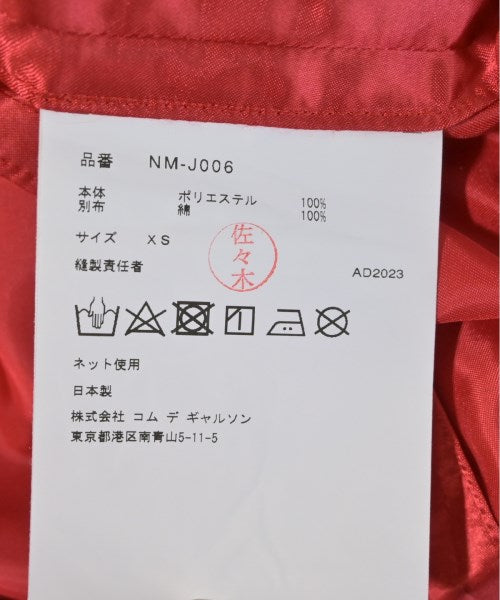 品番 NM-J006
本体 ポリエステル 100%
別布 綿 100%
サイズ XS
佐々木
縫製責任者 AD2023
ネット使用
日本製
株式会社 コム デ ギャルソン
東京都港区南青山5-11-5